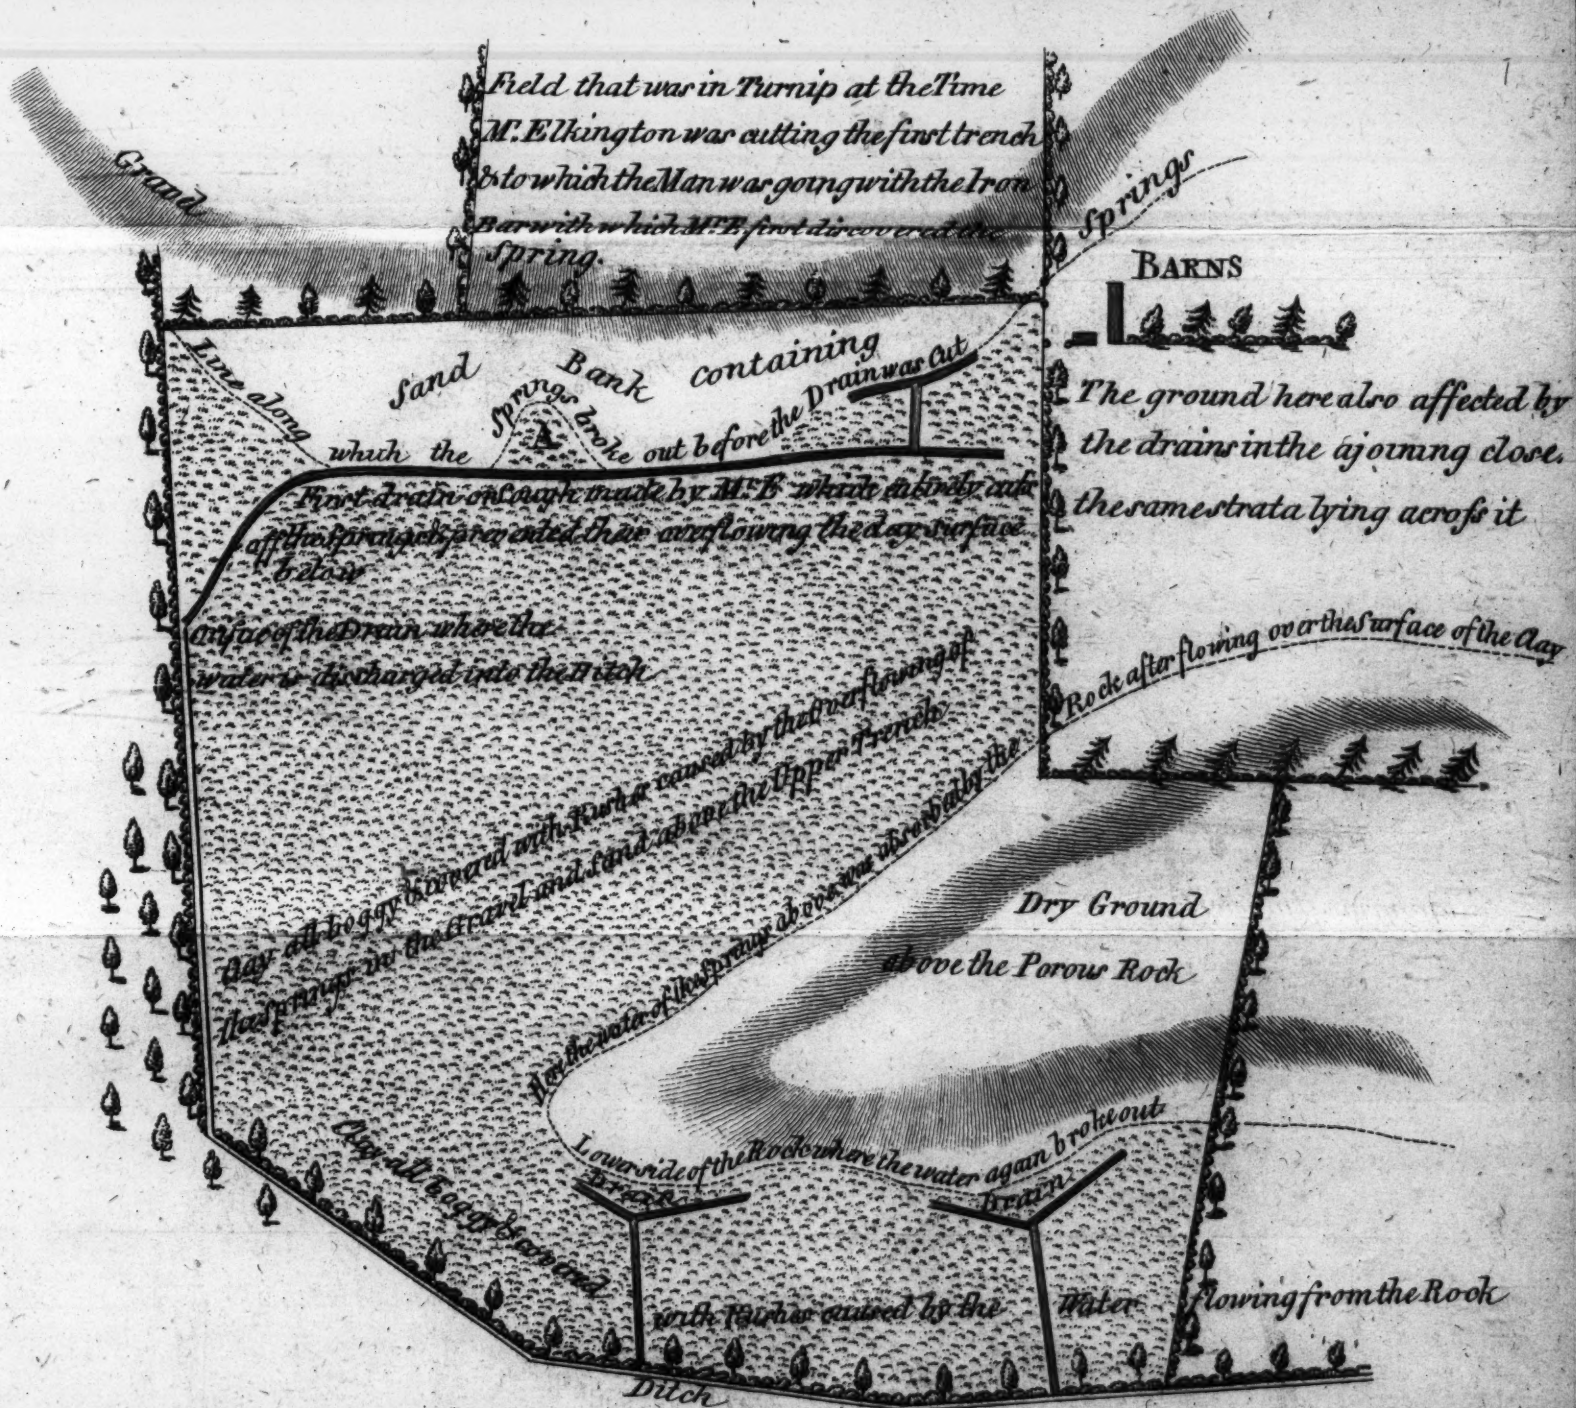 Field that was in Turnip at the Time
Mr. Elkington was cutting the first trench
& to which the Man was going with the Iron
Bar with which Mr. E. first discovered the
Spring.
Grand Springs
BARNS
Sand Bank containing
Line along which the Springs broke out before the Drain was Cut
A
The ground here also affected by
the drains in the ajoining close.
the same strata lying across it
First drain or Sough made by Mr. E which entirely cuts
off the springs & prevented their overflowing the clay surface
below
of the Drain where the
water is discharged into the Ditch
Clay all boggy & covered with Rushes caused by the Overflowing of
the springs in the Gravel and Sand above the Upper Trench
How the water of the springs above was absorbed by the Rock after flowing over the Surface of the Clay
Dry Ground
above the Porous Rock
Lower side of the Rock where the water again broke out
Drain
Drain
Clay all boggy & covered
with Rushes caused by the Water flowing from the Rock
Ditch